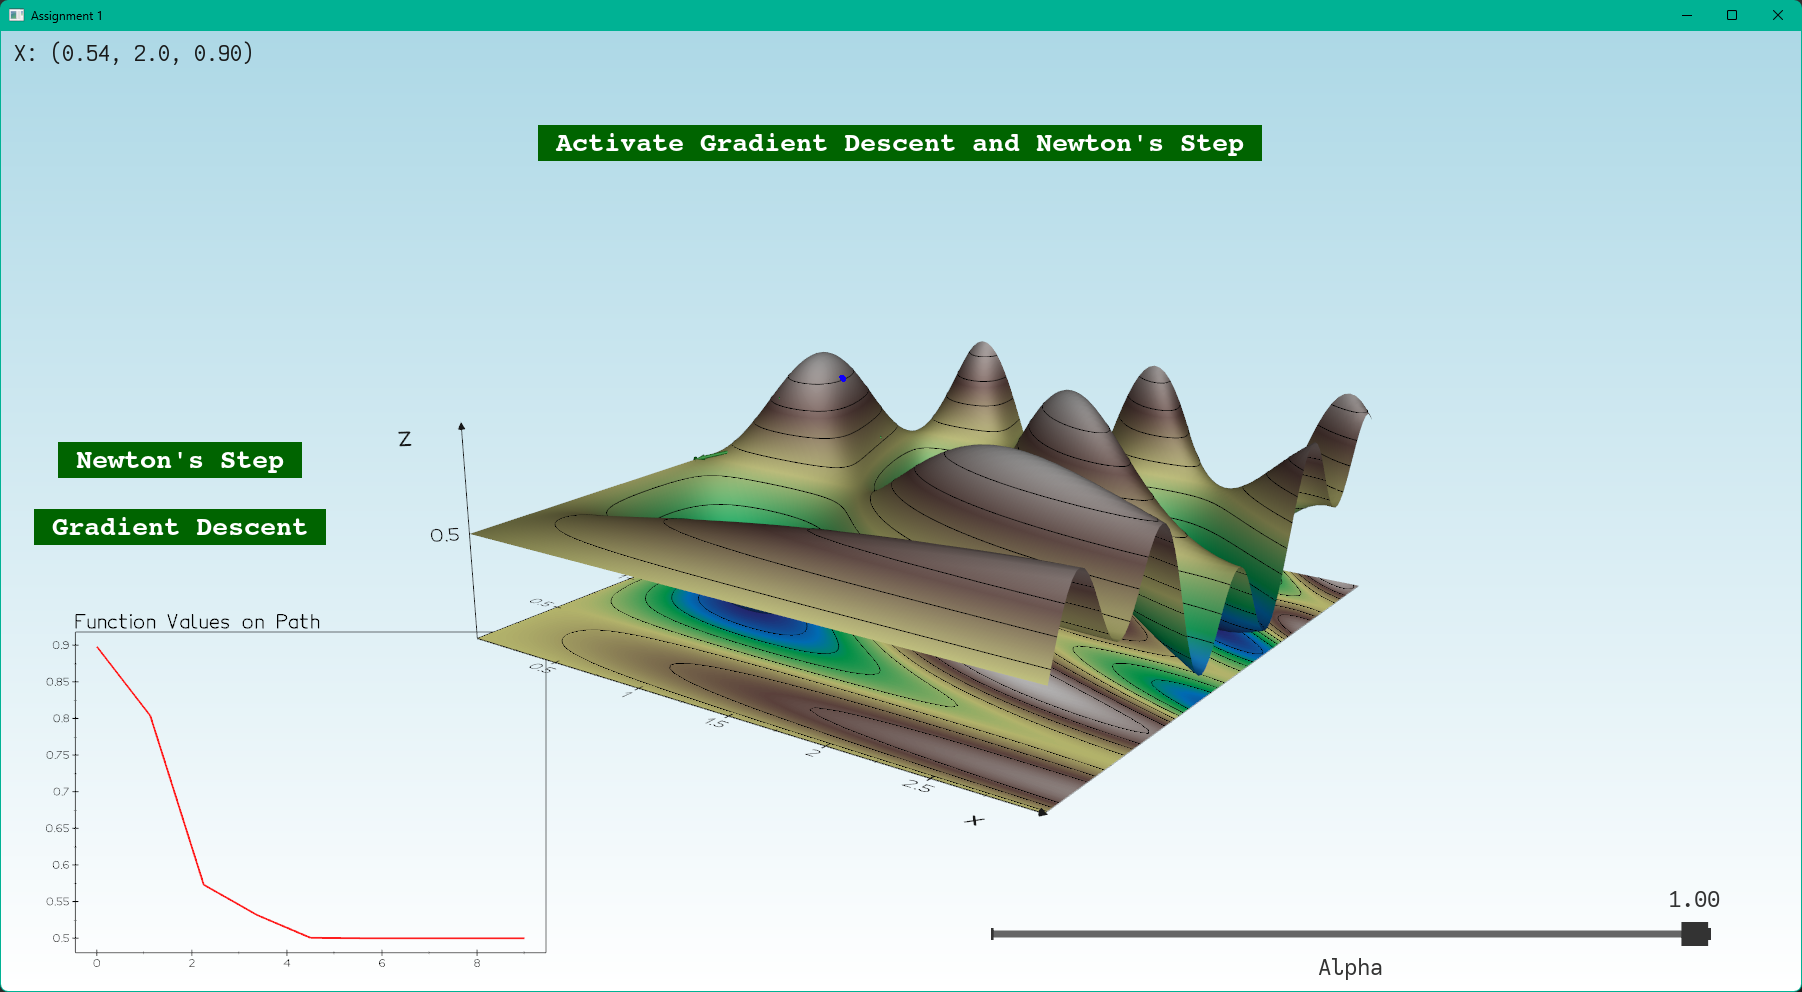 Assignment 1
X: (0.54, 2.0, 0.90)
Activate Gradient Descent and Newton's Step
Z
Newton's Step
Gradient Descent
0.5
0.5
0.5
1
1.5
2
2.5
X
Function Values on Path
0.9
0.85
0.8
0.75
0.7
0.65
0.6
0.55
0.5
0 2 4 6 8
1.00
Alpha